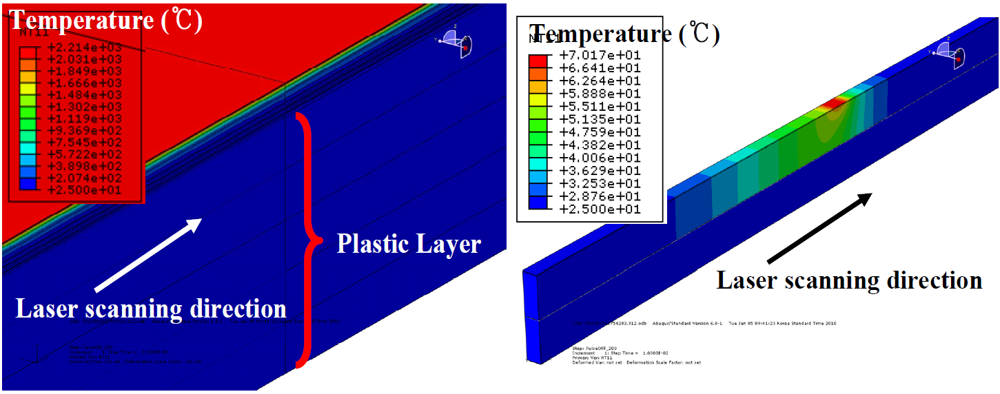 Temperature (℃)
NT11
+2.214e+03
+2.031e+03
+1.849e+03
+1.666e+03
+1.484e+03
+1.302e+03
+1.119e+03
+9.369e+02
+7.545e+02
+5.722e+02
+3.898e+02
+2.074e+02
+2.500e+01
Plastic Layer
Laser scanning direction
Temperature (℃)
NT11
+7.017e+01
+6.641e+01
+6.264e+01
+5.888e+01
+5.511e+01
+5.135e+01
+4.759e+01
+4.382e+01
+4.006e+01
+3.629e+01
+3.253e+01
+2.876e+01
+2.500e+01
Z
Y
Laser scanning direction
754283.312.odb Abaqus/Standard Version 6.8-1 Tue Jan 05 09:41:23 Korea Standard Time 2010
Step: PulseOFF_200
Increment 1: Step Time = 1.0000E-02
Primary Var: NT11
Deformed Var: not set Deformation Scale Factor: not set